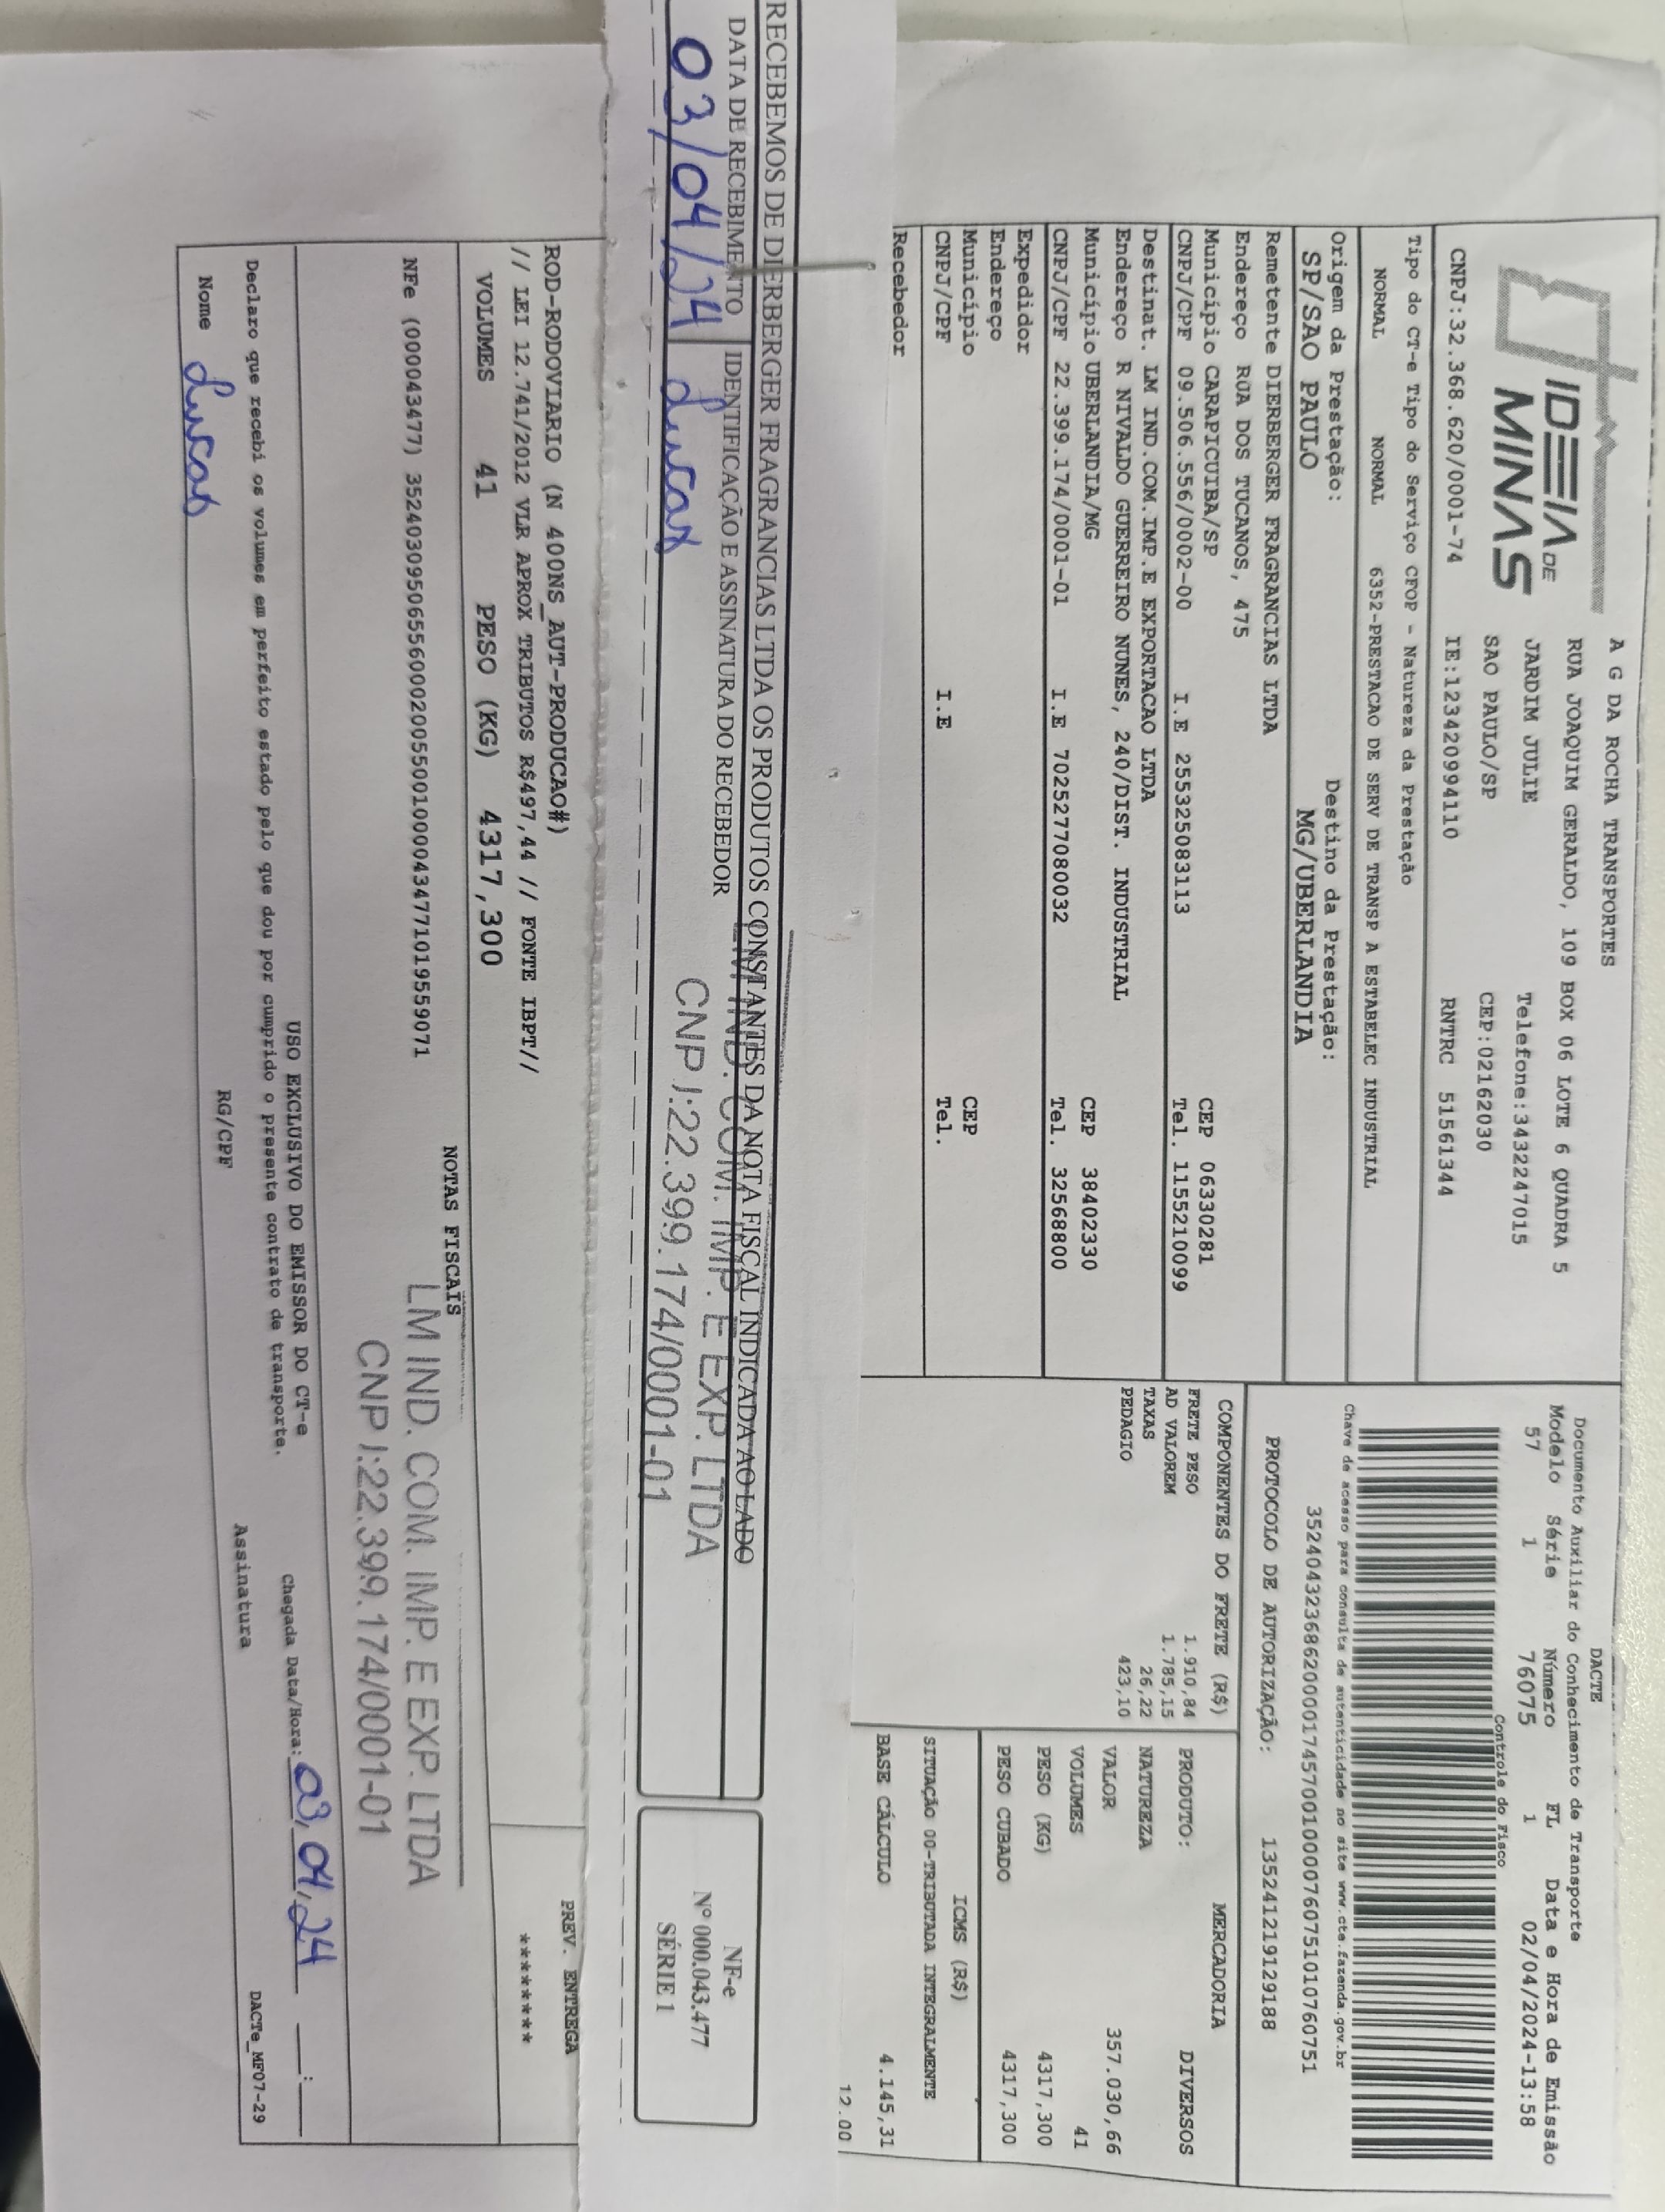 IDEIA DE
MINAS
A G DA ROCHA TRANSPORTES
RUA JOAQUIM GERALDO, 109 BOX 06 LOTE 6 QUADRA 5
JARDIM JULIE Telefone:3432247015
SAO PAULO/SP CEP:02162030
CNPJ:32.368.620/0001-74 IE:123420994110 RNTRC 51561344
Tipo do CT-e Tipo do Serviço CFOP - Natureza da Prestação
NORMAL NORMAL 6352-PRESTACAO DE SERV DE TRANSP A ESTABELEC INDUSTRIAL
Origem da Prestação: Destino da Prestação:
SP/SAO PAULO MG/UBERLANDIA
Remetente DIERBERGER FRAGRANCIAS LTDA
Endereço RUA DOS TUCANOS, 475
Município CARAPICUIBA/SP CEP 06330281
CNPJ/CPF 09.506.556/0002-00 I.E 255325083113 Tel. 1155210099
Destinat. LM IND.COM.IMP.E EXPORTACAO LTDA
Endereço R NIVALDO GUERREIRO NUNES, 240/DIST. INDUSTRIAL
Município UBERLANDIA/MG CEP 38402330
CNPJ/CPF 22.399.174/0001-01 I.E 7025277080032 Tel. 32568800
Expedidor
Endereço
Município CEP
CNPJ/CPF I.E Tel.
Recebedor
DACTE
Documento Auxiliar do Conhecimento de Transporte
Modelo Série Número FL Data e Hora de Emissão
57 1 76075 1 02/04/2024-13:58
Controle do Fisco
Chave de acesso para consulta de autenticidade no site www.cte.fazenda.gov.br
35240432368620000174570010000760751010760751
PROTOCOLO DE AUTORIZAÇÃO: 135241219129188
COMPONENTES DO FRETE (R$)
FRETE PESO 1.910,84
AD VALOREM 1.785,15
TAXAS 26,22
PEDAGIO 423,10
MERCADORIA
PRODUTO: DIVERSOS
NATUREZA
VALOR 357.030,66
VOLUMES 41
PESO (KG) 4317,300
PESO CUBADO 4317,300
ICMS (R$)
SITUAÇÃO 00-TRIBUTADA INTEGRALMENTE
BASE CÁLCULO 4.145,31
12.00
RECEBEMOS DE DIERBERGER FRAGRANCIAS LTDA OS PRODUTOS CONSTANTES DA NOTA FISCAL INDICADA AO LADO
DATA DE RECEBIMENTO IDENTIFICAÇÃO E ASSINATURA DO RECEBEDOR
03/04/24 Lucas
LM IND. COM. IMP. E EXP. LTDA
CNPJ:22.399.174/0001-01
NF-e
Nº 000.043.477
SÉRIE 1
ROD-RODOVIARIO (N 400NS_AUT-PRODUCAO#)
// LEI 12.741/2012 VLR APROX TRIBUTOS R$497,44 // FONTE IBPT//
PREV. ENTREGA
********
VOLUMES 41 PESO (KG) 4317,300
NOTAS FISCAIS
NFe (000043477) 35240309506556000200550010000434771019559071
LM IND. COM. IMP. E EXP. LTDA
CNPJ:22.399.174/0001-01
USO EXCLUSIVO DO EMISSOR DO CT-e
Declaro que recebi os volumes em perfeito estado pelo que dou por cumprido o presente contrato de transporte.
Chegada Data/Hora: 03/04/24 __:__
Nome Lucas RG/CPF Assinatura
DACTe_MF07-29